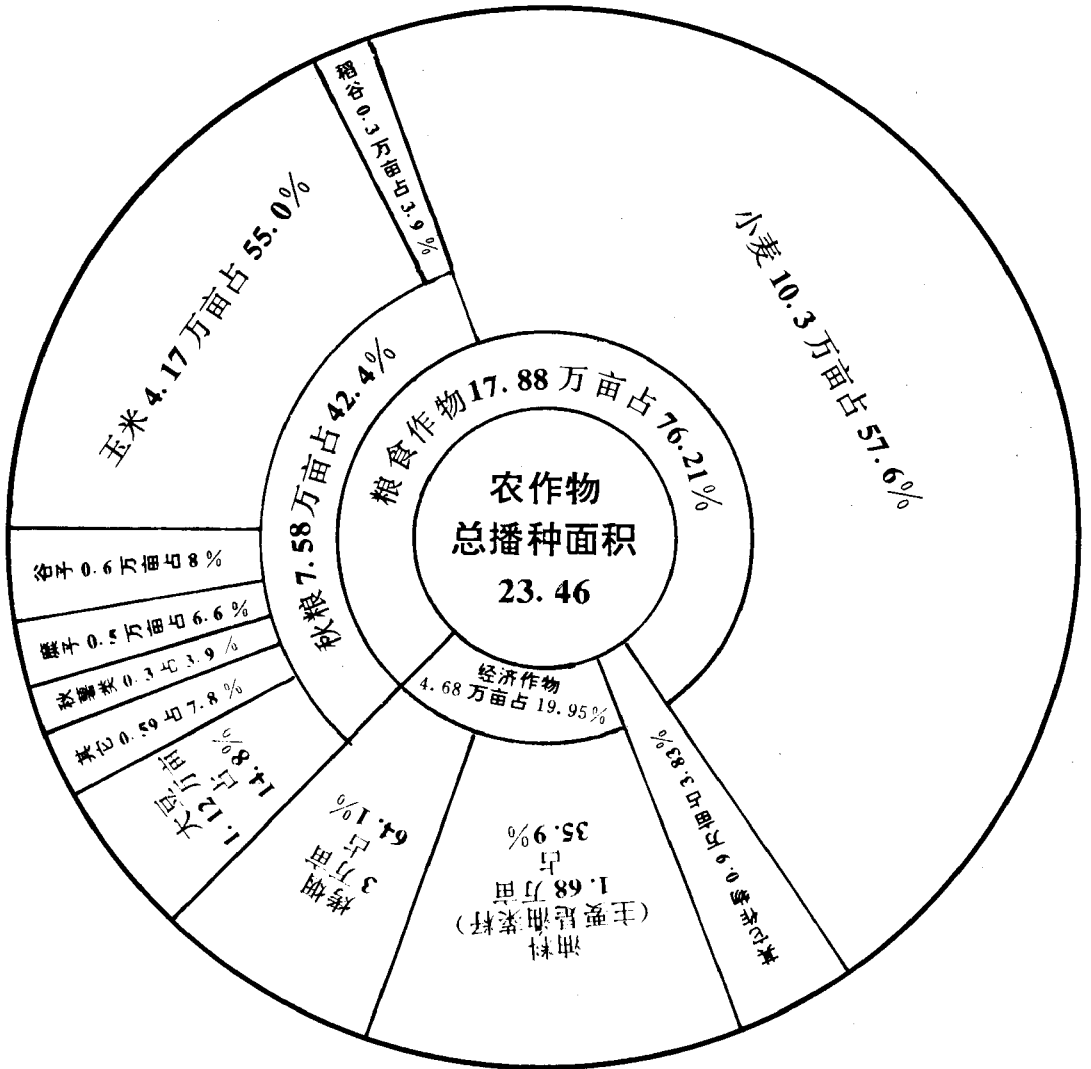 农作物
总播种面积
23.46
粮食作物17.88万亩占76.21%
小麦10.3万亩占57.6%
秋粮7.58万亩占42.4%
稻谷0.3万亩占3.9%
玉米4.17万亩占55.0%
谷子0.6万亩占8%
糜子0.5万亩占6.6%
秋薯类0.3占3.9%
其它0.59占7.8%
大豆
1.12万亩
占
14.8%
经济作物
4.68万亩占19.95%
烤烟
3万亩
占
64.1%
油料
(主要是油菜籽)
1.68万亩
占
35.9%
其它作物0.9万亩占3.83%